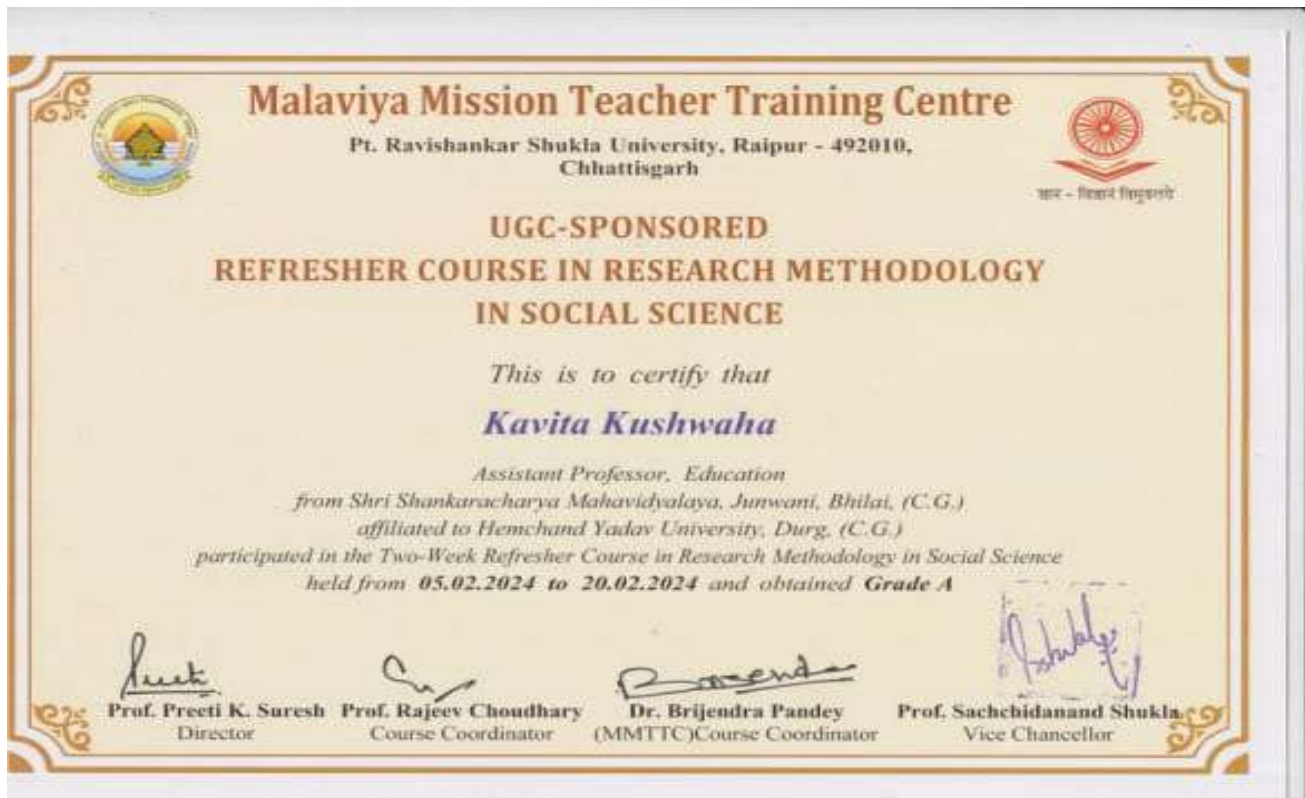 Malaviya Mission Teacher Training Centre
Pt. Ravishankar Shukla University, Raipur - 492010,
Chhattisgarh
UGC-SPONSORED
REFRESHER COURSE IN RESEARCH METHODOLOGY
IN SOCIAL SCIENCE
This is to certify that
Kavita Kushwaha
Assistant Professor, Education
from Shri Shankaracharya Mahavidyalaya, Junwani, Bhilai, (C.G.)
affiliated to Hemchand Yadav University, Durg, (C.G.)
participated in the Two-Week Refresher Course in Research Methodology in Social Science
held from 05.02.2024 to 20.02.2024 and obtained Grade A
Prof. Preeti K. Suresh Prof. Rajeev Choudhary Dr. Brijendra Pandey Prof. Sachchidanand Shukla
Director Course Coordinator (MMTTC)Course Coordinator Vice Chancellor